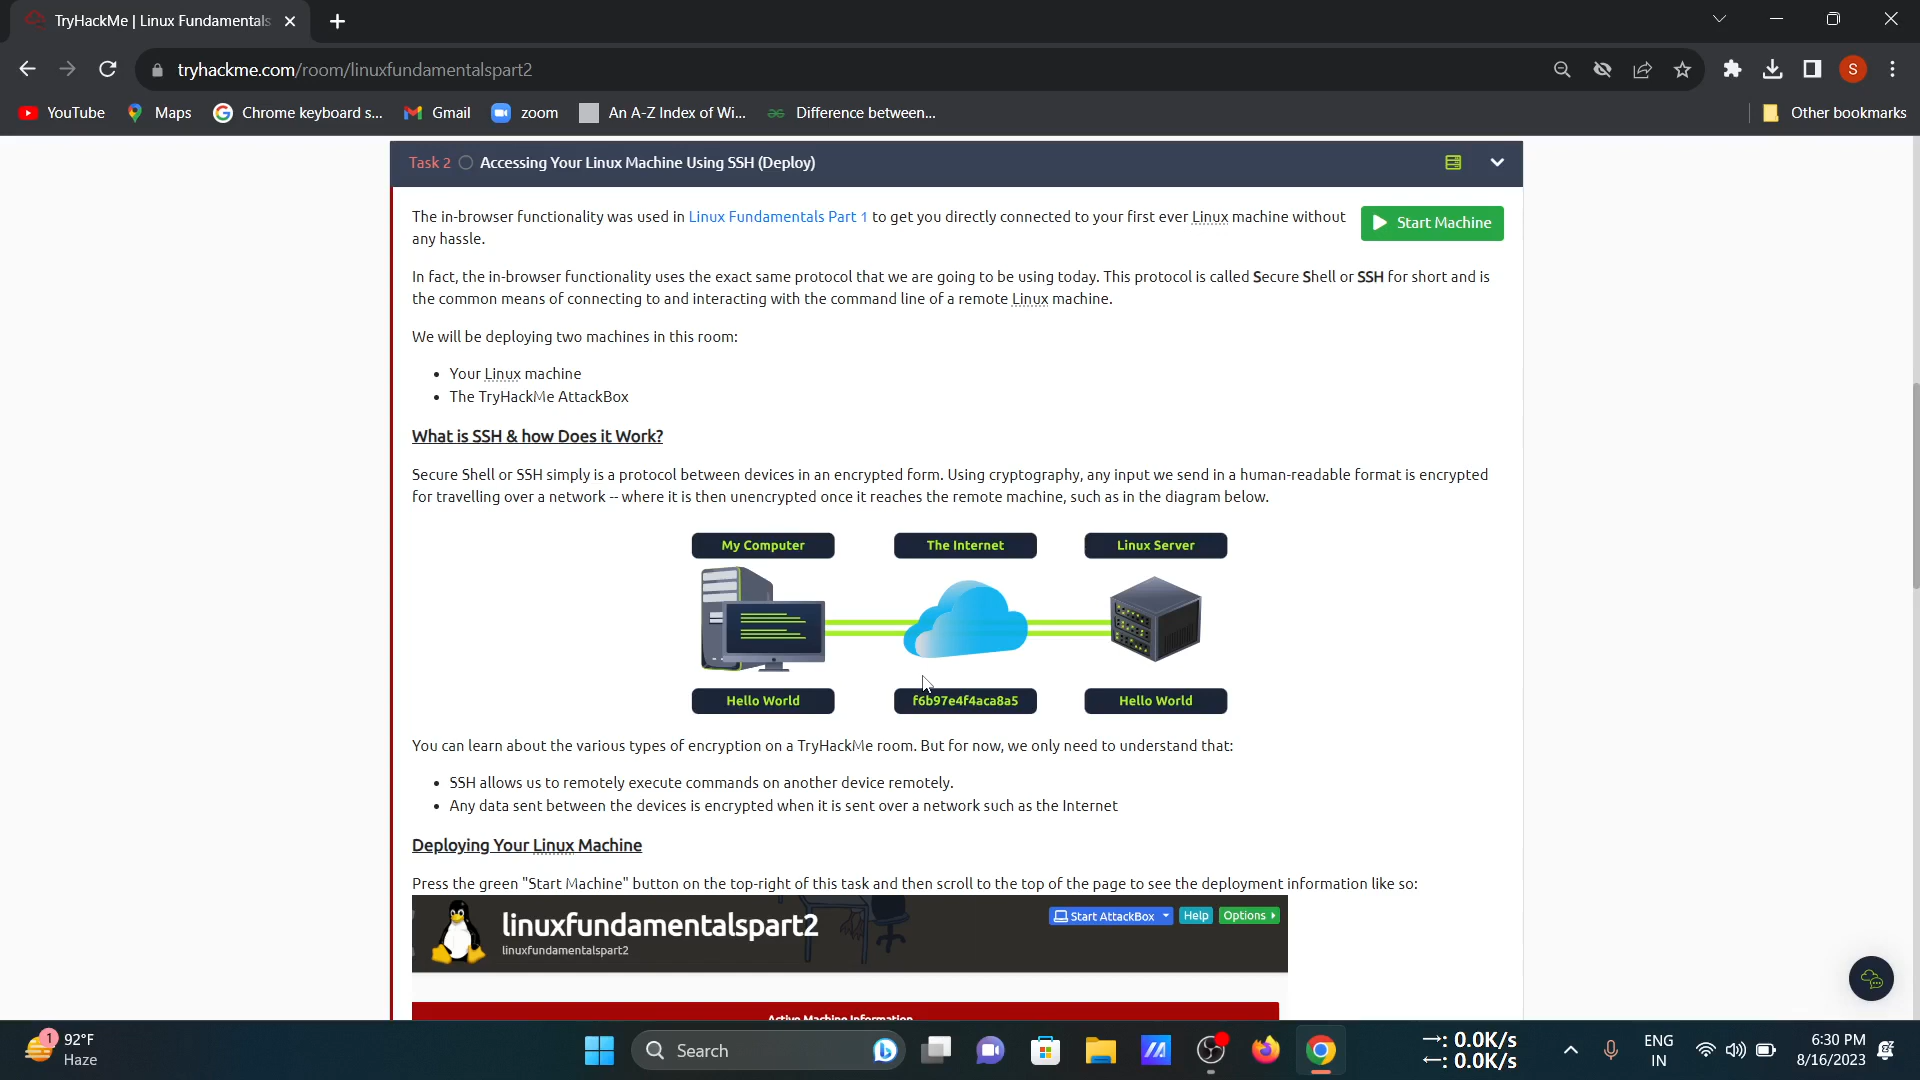 TryHackMe | Linux Fundamentals
tryhackme.com/room/linuxfundamentalspart2
S
YouTube Maps Chrome keyboard s... Gmail zoom An A-Z Index of Wi... Difference between... Other bookmarks
Task 2 Accessing Your Linux Machine Using SSH (Deploy)
The in-browser functionality was used in Linux Fundamentals Part 1 to get you directly connected to your first ever Linux machine without
any hassle.
Start Machine
In fact, the in-browser functionality uses the exact same protocol that we are going to be using today. This protocol is called Secure Shell or SSH for short and is
the common means of connecting to and interacting with the command line of a remote Linux machine.
We will be deploying two machines in this room:
• Your Linux machine
• The TryHackMe AttackBox
What is SSH & how Does it Work?
Secure Shell or SSH simply is a protocol between devices in an encrypted form. Using cryptography, any input we send in a human-readable format is encrypted
for travelling over a network -- where it is then unencrypted once it reaches the remote machine, such as in the diagram below.
My Computer The Internet Linux Server
Hello World f6b97e4f4aca8a5 Hello World
You can learn about the various types of encryption on a TryHackMe room. But for now, we only need to understand that:
• SSH allows us to remotely execute commands on another device remotely.
• Any data sent between the devices is encrypted when it is sent over a network such as the Internet
Deploying Your Linux Machine
Press the green "Start Machine" button on the top-right of this task and then scroll to the top of the page to see the deployment information like so:
linuxfundamentalspart2
linuxfundamentalspart2
Start AttackBox Help Options
Active Machine Information
1
92°F
Haze
Search
→: 0.0K/s
←: 0.0K/s
ENG
IN
6:30 PM
8/16/2023